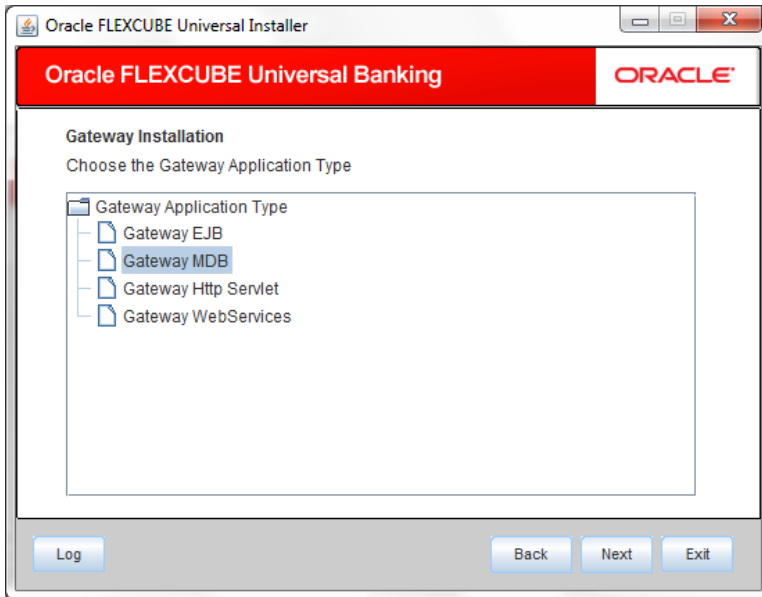 Oracle FLEXCUBE Universal Installer
Oracle FLEXCUBE Universal Banking
ORACLE
Gateway Installation
Choose the Gateway Application Type
Gateway Application Type
Gateway EJB
Gateway MDB
Gateway Http Servlet
Gateway WebServices
Log
Back
Next
Exit